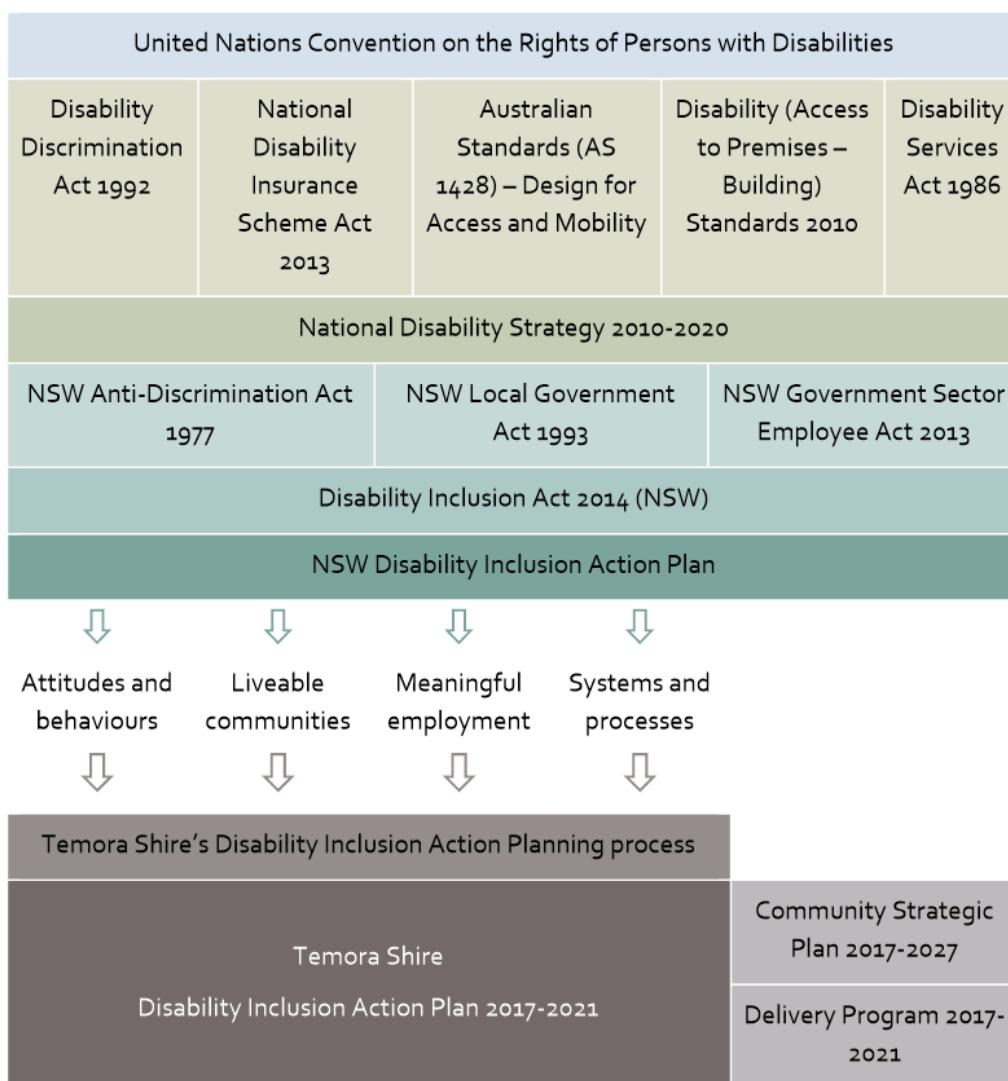 United Nations Convention on the Rights of Persons with Disabilities
Disability
Discrimination
Act 1992
National
Disability
Insurance
Scheme Act
2013
Australian
Standards (AS
1428) – Design for
Access and Mobility
Disability (Access
to Premises –
Building)
Standards 2010
Disability
Services
Act 1986
National Disability Strategy 2010-2020
NSW Anti-Discrimination Act
1977
NSW Local Government
Act 1993
NSW Government Sector
Employee Act 2013
Disability Inclusion Act 2014 (NSW)
NSW Disability Inclusion Action Plan
Attitudes and
behaviours
Liveable
communities
Meaningful
employment
Systems and
processes
Temora Shire's Disability Inclusion Action Planning process
Temora Shire
Disability Inclusion Action Plan 2017-2021
Community Strategic
Plan 2017-2027
Delivery Program 2017-
2021